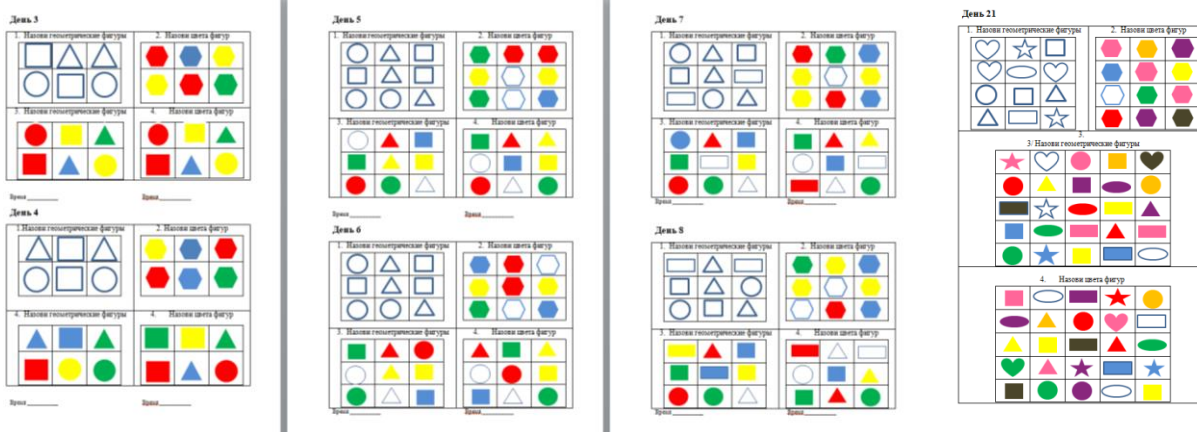 День 3
1. Назови геометрические фигуры
2. Назови цвета фигур
3. Назови геометрические фигуры
4. Назови цвета фигур
Время
Время
День 4
1.Назови геометрические фигуры
2. Назови цвета фигур
4. Назови геометрические фигуры
4. Назови цвета фигур
Время
Время
День 5
1. Назови геометрические фигуры
2. Назови цвета фигур
3. Назови геометрические фигуры
4. Назови цвета фигур
Время
Время
День 6
1. Назови геометрические фигуры
2. Назови цвета фигур
3. Назови геометрические фигуры
4. Назови цвета фигур
Время
Время
День 7
1. Назови геометрические фигуры
2. Назови цвета фигур
3. Назови геометрические фигуры
4. Назови цвета фигур
Время
Время
День 8
1. Назови геометрические фигуры
2. Назови цвета фигур
3. Назови геометрические фигуры
4. Назови цвета фигур
Время
Время
День 21
1. Назови геометрические фигуры
2. Назови цвета фигур
3.
3/ Назови геометрические фигуры
4. Назови цвета фигур